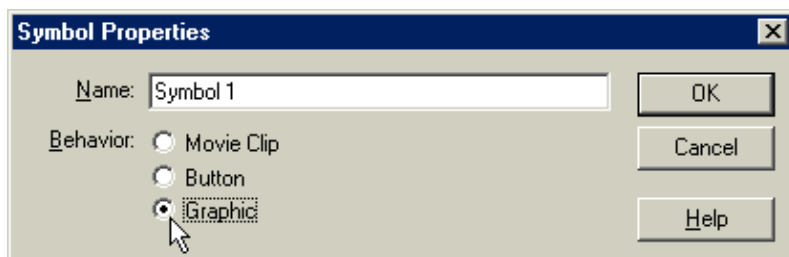 Symbol Properties
Name: Symbol 1
OK
Behavior: Movie Clip
Cancel
Button
Graphic
Help